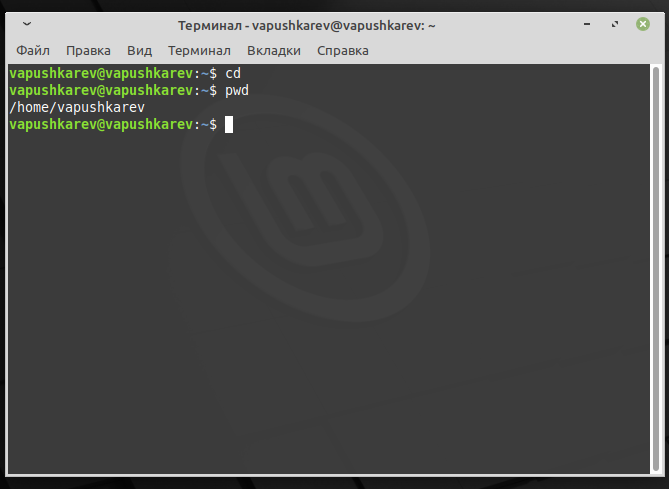 Терминал - vapushkarev@vapushkarev: ~
Файл Правка Вид Терминал Вкладки Справка
vapushkarev@vapushkarev:~$ cd
vapushkarev@vapushkarev:~$ pwd
/home/vapushkarev
vapushkarev@vapushkarev:~$